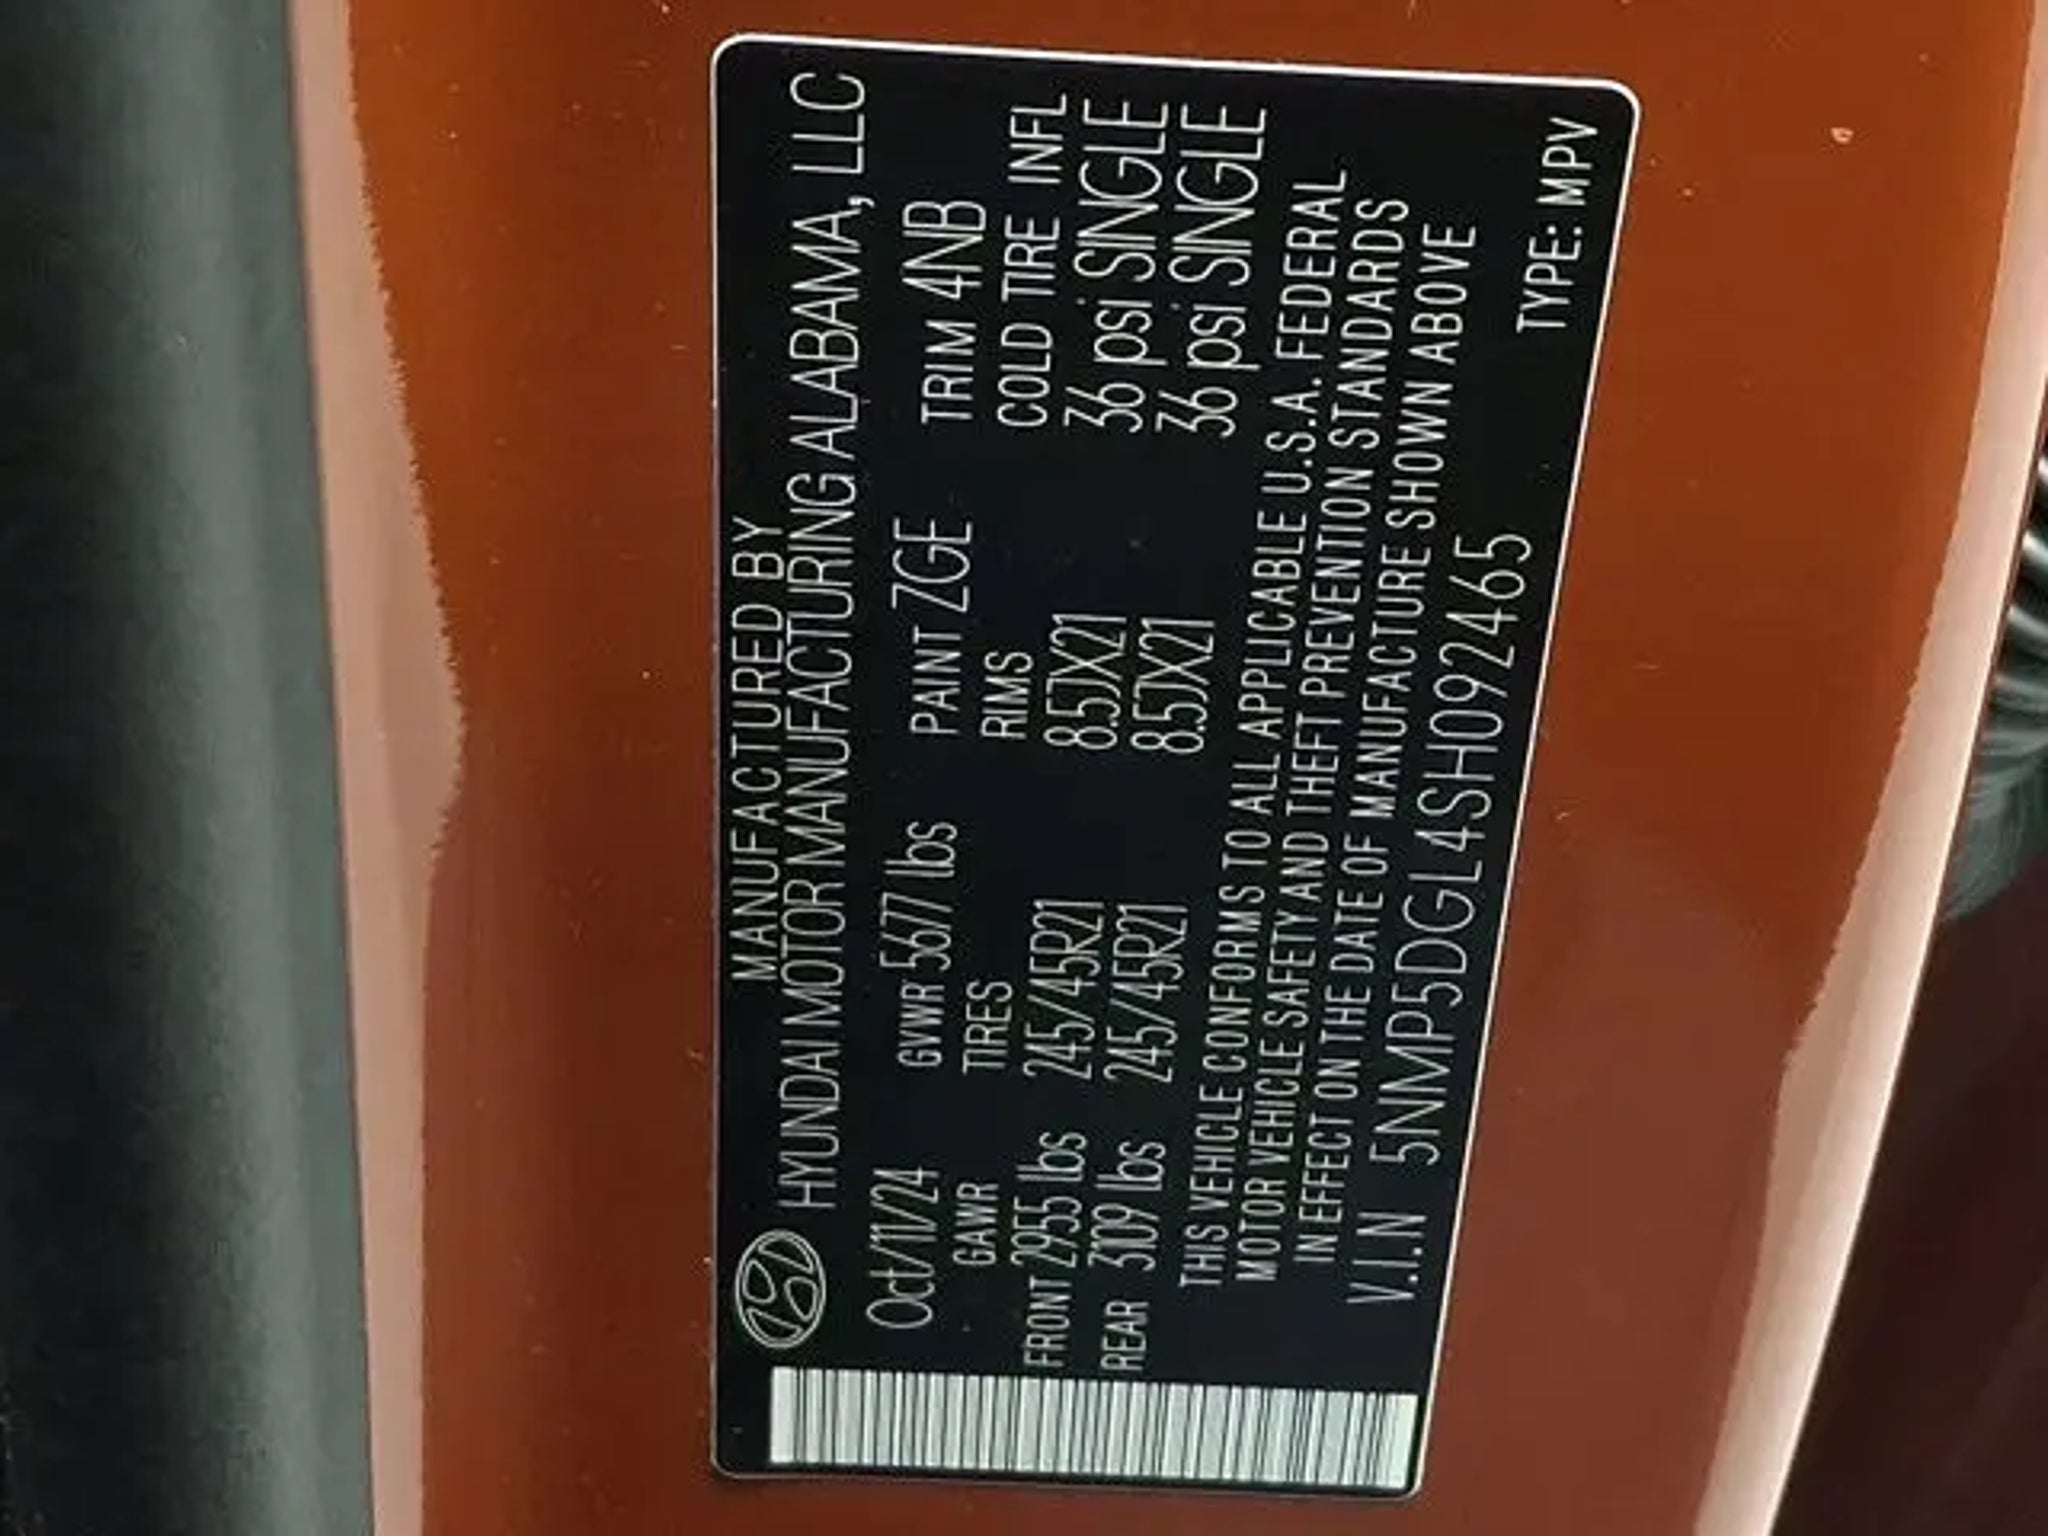 MANUFACTURED BY
HYUNDAI MOTOR MANUFACTURING ALABAMA, LLC
Oct/11/24 GVWR 5677 lbs PAINT ZGE TRIM 4NB
GAWR TIRES RIMS COLD TIRE INFL
FRONT 2955 lbs 245/45R21 8.5JX21 36 psi SINGLE
REAR 3109 lbs 245/45R21 8.5JX21 36 psi SINGLE
THIS VEHICLE CONFORMS TO ALL APPLICABLE U.S.A. FEDERAL
MOTOR VEHICLE SAFETY AND THEFT PREVENTION STANDARDS
IN EFFECT ON THE DATE OF MANUFACTURE SHOWN ABOVE
V.I.N 5NMP5DGL4SH092465
TYPE: MPV